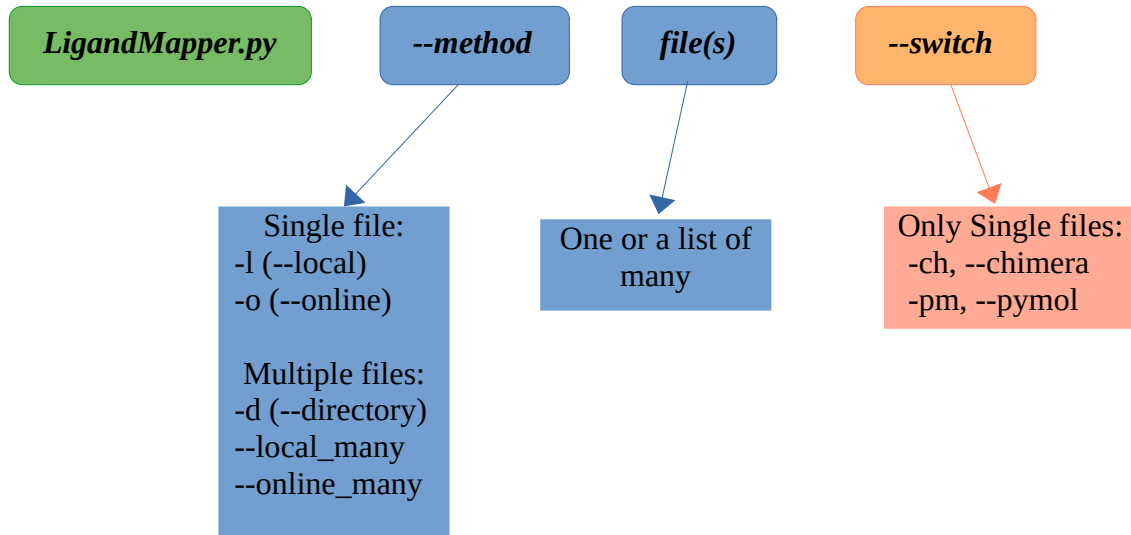 LigandMapper.py
--method
file(s)
--switch
Single file:
-l (--local)
-o (--online)
Multiple files:
-d (--directory)
--local_many
--online_many
One or a list of
many
Only Single files:
-ch, --chimera
-pm, --pymol